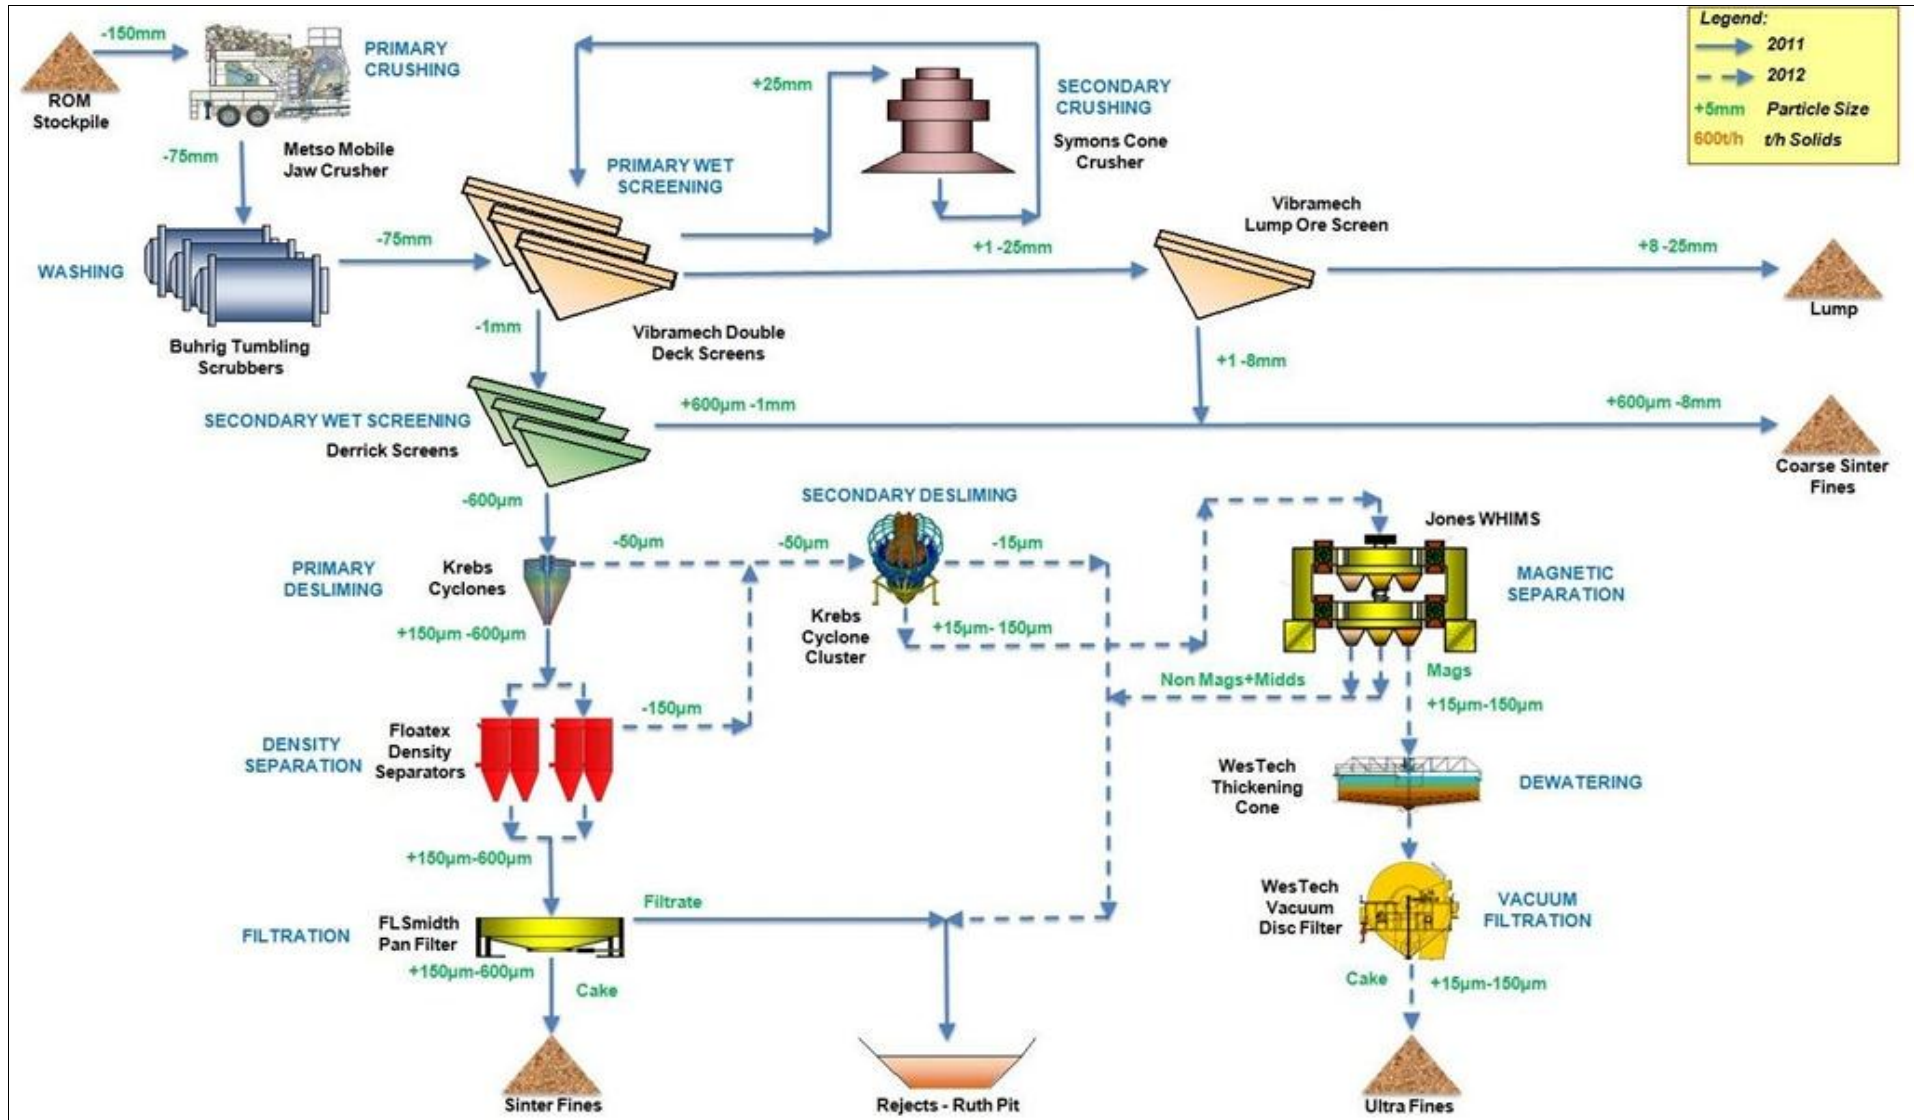 Legend:
2011
2012
+5mm Particle Size
600t/h t/h Solids
-150mm
ROM
Stockpile
PRIMARY
CRUSHING
Metso Mobile
Jaw Crusher
-75mm
WASHING
Buhrig Tumbling
Scrubbers
-75mm
PRIMARY WET
SCREENING
Vibramech Double
Deck Screens
+25mm
SECONDARY
CRUSHING
Symons Cone
Crusher
+1 -25mm
Vibramech
Lump Ore Screen
+8 -25mm
Lump
-1mm
+1 -8mm
SECONDARY WET SCREENING
Derrick Screens
+600µm -1mm
+600µm -8mm
Coarse Sinter
Fines
-600µm
PRIMARY
DESLIMING
Krebs
Cyclones
-50µm
-50µm
SECONDARY DESLIMING
Krebs
Cyclone
Cluster
-15µm
+15µm- 150µm
Jones WHIMS
MAGNETIC
SEPARATION
+150µm -600µm
Non Mags+Midds
Mags
+15µm-150µm
DENSITY
SEPARATION
Floatex
Density
Separators
-150µm
WesTech
Thickening
Cone
DEWATERING
+150µm-600µm
FILTRATION
FLSmidth
Pan Filter
Filtrate
WesTech
Vacuum
Disc Filter
VACUUM
FILTRATION
+150µm-600µm
Cake
Cake
+15µm-150µm
Sinter Fines
Rejects - Ruth Pit
Ultra Fines